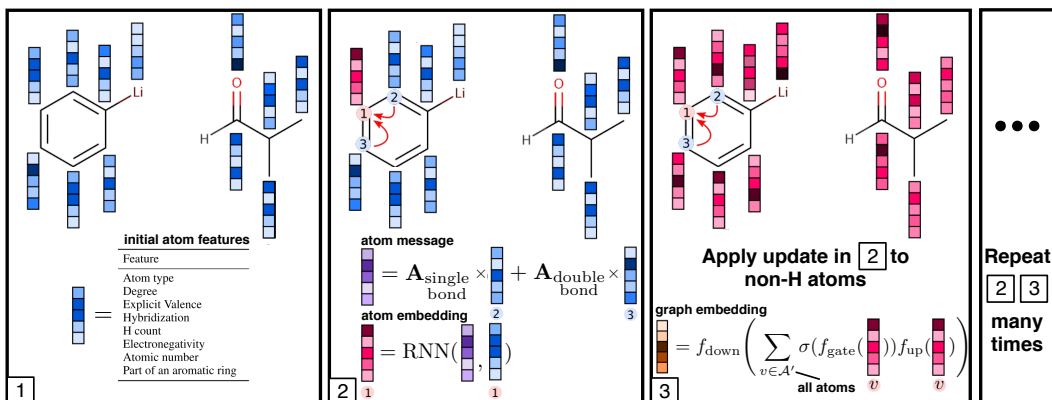 Li
O
H
initial atom features
Feature
Atom type
Degree
Explicit Valence
Hybridization
H count
Electronegativity
Atomic number
Part of an aromatic ring
=
1
Li
O
H
1
2
3
atom message
= A single bond × + A double bond ×
2
3
atom embedding
= RNN( , )
1
1
2
Li
O
H
1
2
3
Apply update in 2 to
non-H atoms
graph embedding
= f_down ( ∑_{v∈𝒜′} σ(f_gate( ))f_up( ) )
all atoms
v
v
3
Repeat
2 3
many
times